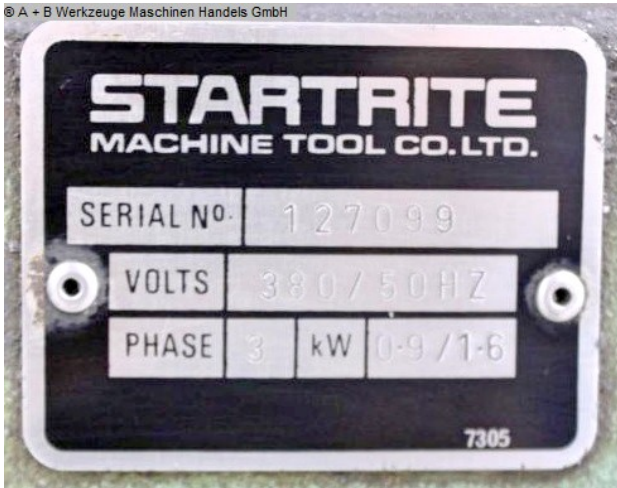 ® A + B Werkzeuge Maschinen Handels GmbH
STARTRITE
MACHINE TOOL CO. LTD.
SERIAL Nº. 127099
VOLTS 380/50HZ
PHASE 3 kW 0·9/1·6
7305